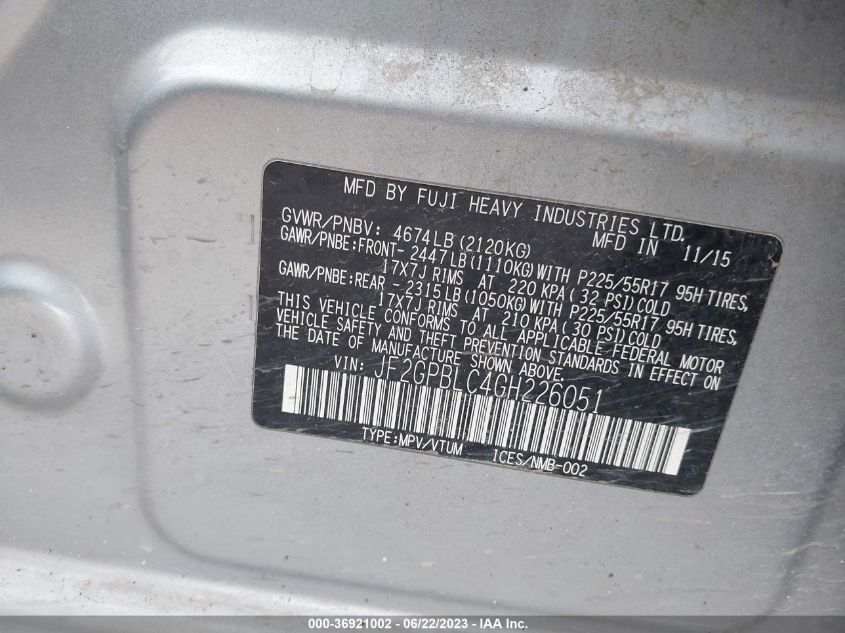 MFD BY FUJI HEAVY INDUSTRIES LTD.
MFD IN 11/15
GVWR/PNBV: 4674LB(2120KG)
GAWR/PNBE:FRONT-2447LB(1110KG)WITH P225/55R17 95H TIRES,
17X7J RIMS AT 220 KPA(32 PSI)COLD
GAWR/PNBE:REAR -2315LB(1050KG)WITH P225/55R17 95H TIRES,
17X7J RIMS AT 210 KPA(30 PSI)COLD
THIS VEHICLE CONFORMS TO ALL APPLICABLE FEDERAL MOTOR
VEHICLE SAFETY AND THEFT PREVENTION STANDARDS IN EFFECT ON
THE DATE OF MANUFACTURE SHOWN ABOVE.
VIN: JF2GPBLC4GH226051
TYPE:MPV/VTUM ICES/NMB-002
000-36921002 - 06/22/2023 - IAA Inc.